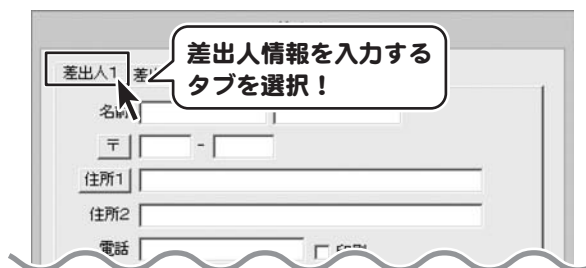 差出人情報を入力する
タブを選択！
差出人1
名前
〒 -
住所1
住所2
電話